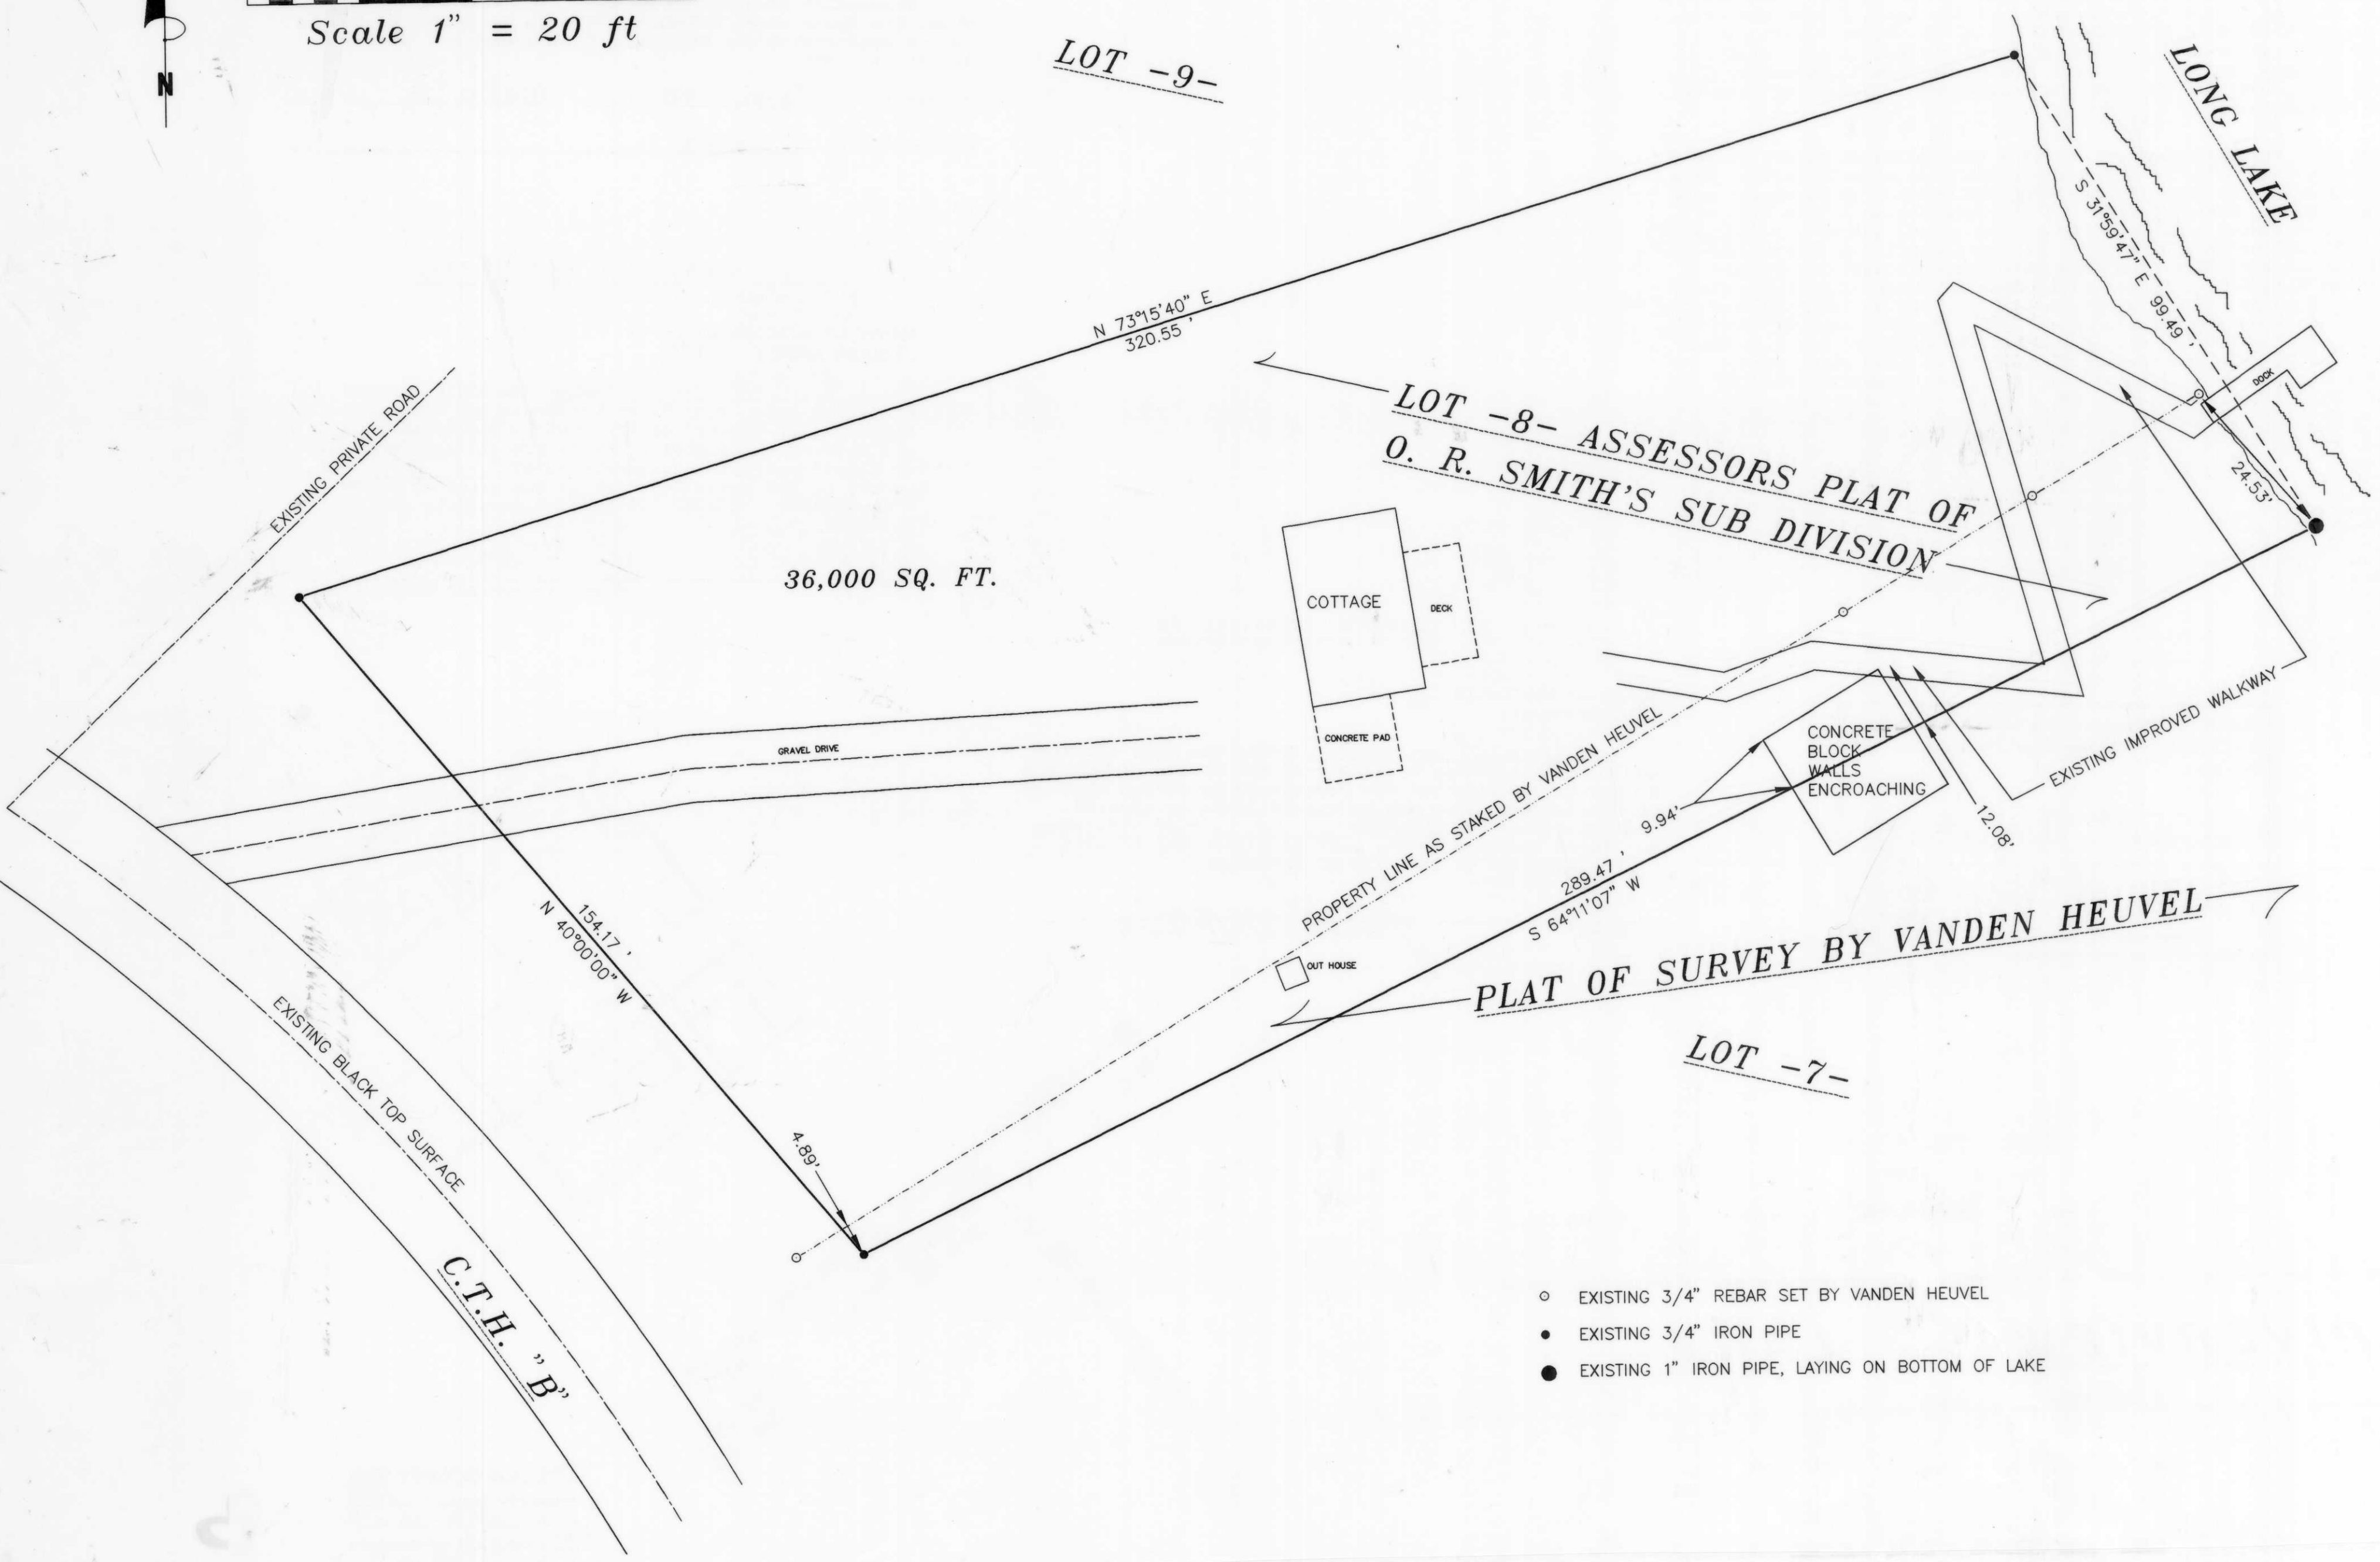 Scale 1" = 20 ft
N
LOT -9-
LONG LAKE
S 31°59'47" E 99.49 '
N 73°15'40" E
320.55 '
EXISTING PRIVATE ROAD
LOT -8- ASSESSORS PLAT OF
O. R. SMITH'S SUB DIVISION
DOCK
24.53'
36,000 SQ. FT.
COTTAGE
DECK
CONCRETE PAD
GRAVEL DRIVE
PROPERTY LINE AS STAKED BY VANDEN HEUVEL
CONCRETE
BLOCK
WALLS
ENCROACHING
EXISTING IMPROVED WALKWAY
9.94'
12.08'
289.47 '
S 64°11'07" W
154.17 '
N 40°00'00" W
OUT HOUSE
PLAT OF SURVEY BY VANDEN HEUVEL
LOT -7-
EXISTING BLACK TOP SURFACE
4.89'
C.T.H. "B"
EXISTING 3/4" REBAR SET BY VANDEN HEUVEL
EXISTING 3/4" IRON PIPE
EXISTING 1" IRON PIPE, LAYING ON BOTTOM OF LAKE